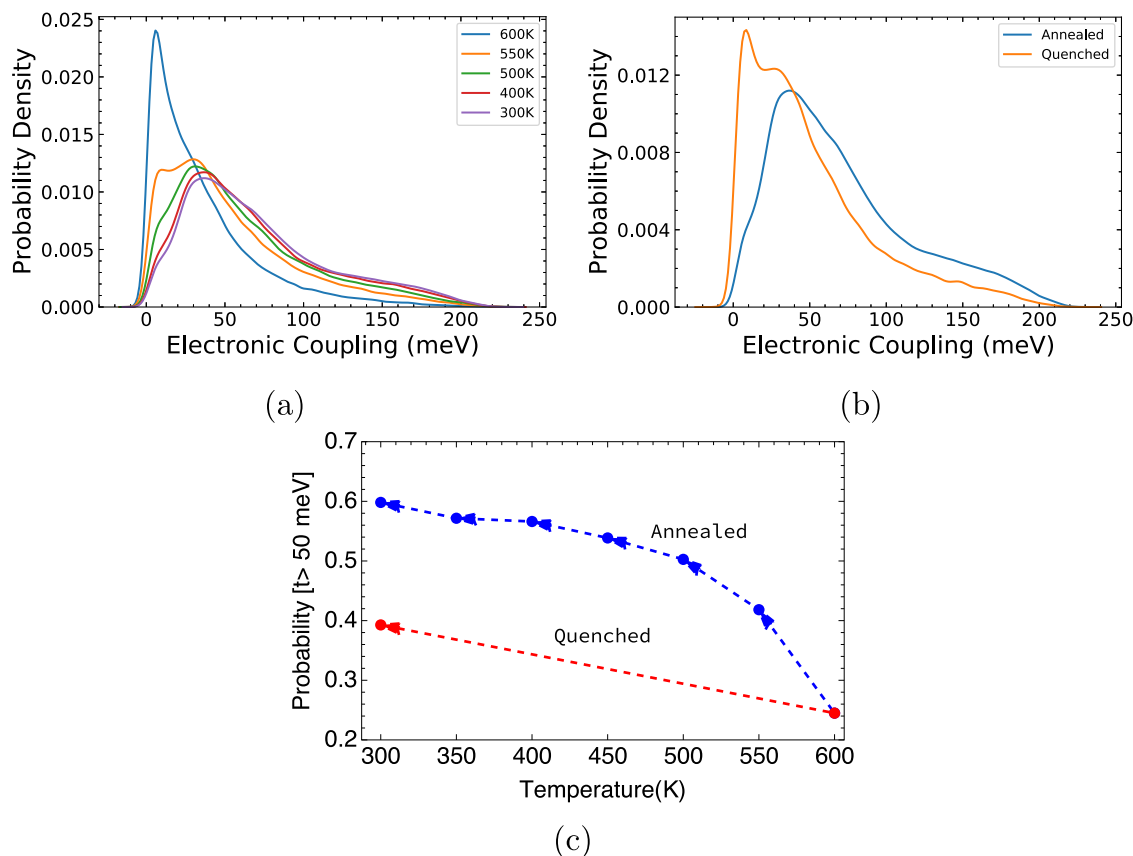 0.025
0.020
0.015
0.010
0.005
0.000
Probability Density
600K
550K
500K
400K
300K
0 50 100 150 200 250
Electronic Coupling (meV)
(a)
0.012
0.008
0.004
0.000
Probability Density
Annealed
Quenched
0 50 100 150 200 250
Electronic Coupling (meV)
(b)
0.7
0.6
0.5
0.4
0.3
0.2
Probability [t> 50 meV]
Annealed
Quenched
300 350 400 450 500 550 600
Temperature(K)
(c)